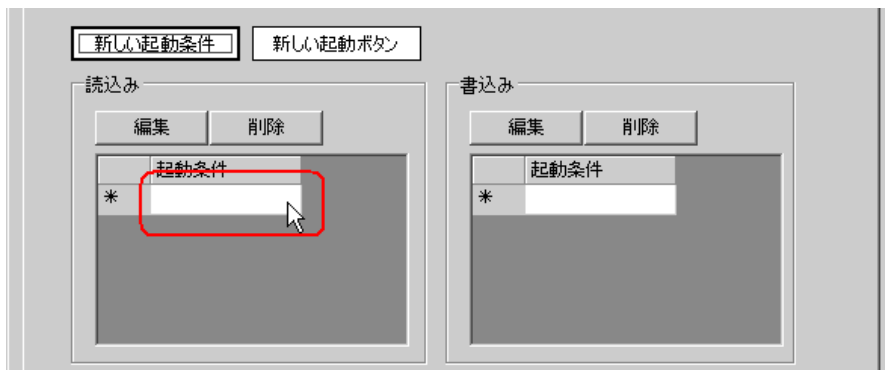 新しい起動条件 新しい起動ボタン
読込み
編集 削除
起動条件
*
書込み
編集 削除
起動条件
*